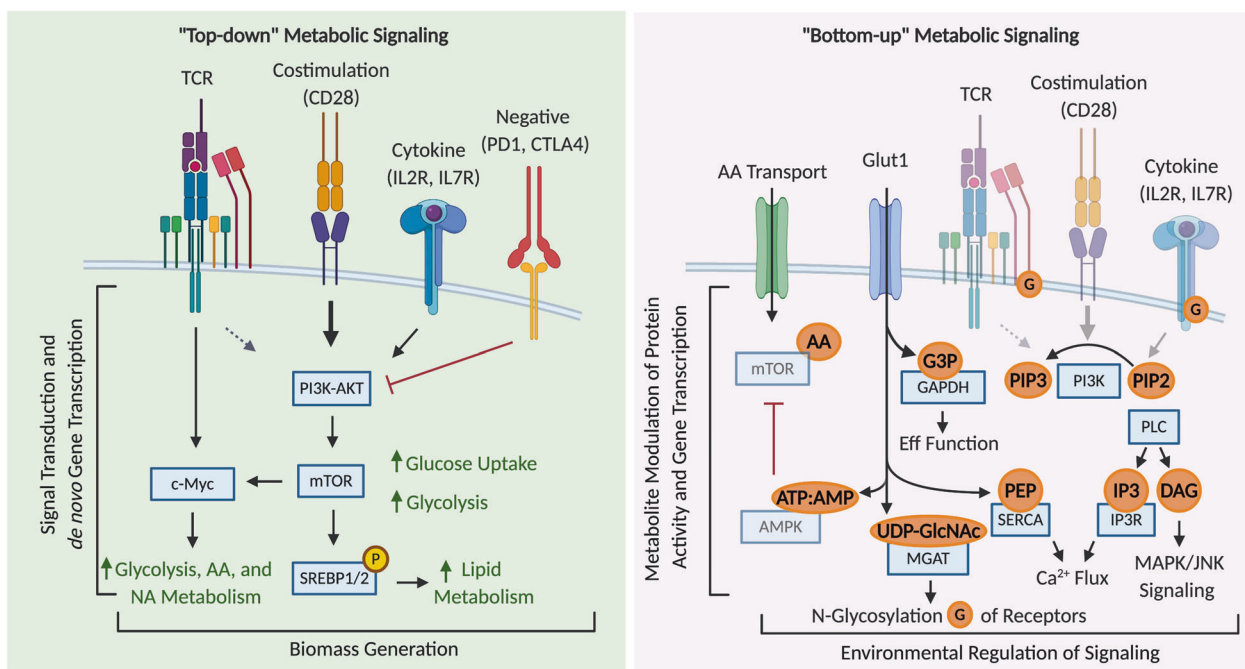 "Top-down" Metabolic Signaling
TCR
Costimulation
(CD28)
Cytokine
(IL2R, IL7R)
Negative
(PD1, CTLA4)
Signal Transduction and
de novo Gene Transcription
PI3K-AKT
c-Myc
mTOR
Glucose Uptake
Glycolysis
P
SREBP1/2
Glycolysis, AA, and
NA Metabolism
Lipid
Metabolism
Biomass Generation
"Bottom-up" Metabolic Signaling
AA Transport
Glut1
TCR
Costimulation
(CD28)
Cytokine
(IL2R, IL7R)
G
G
Metabolite Modulation of Protein
Activity and Gene Transcription
AA
mTOR
G3P
GAPDH
Eff Function
PIP3
PI3K
PIP2
PLC
ATP:AMP
AMPK
UDP-GlcNAc
MGAT
PEP
SERCA
IP3
IP3R
DAG
Ca2+ Flux
MAPK/JNK
Signaling
N-Glycosylation G of Receptors
Environmental Regulation of Signaling